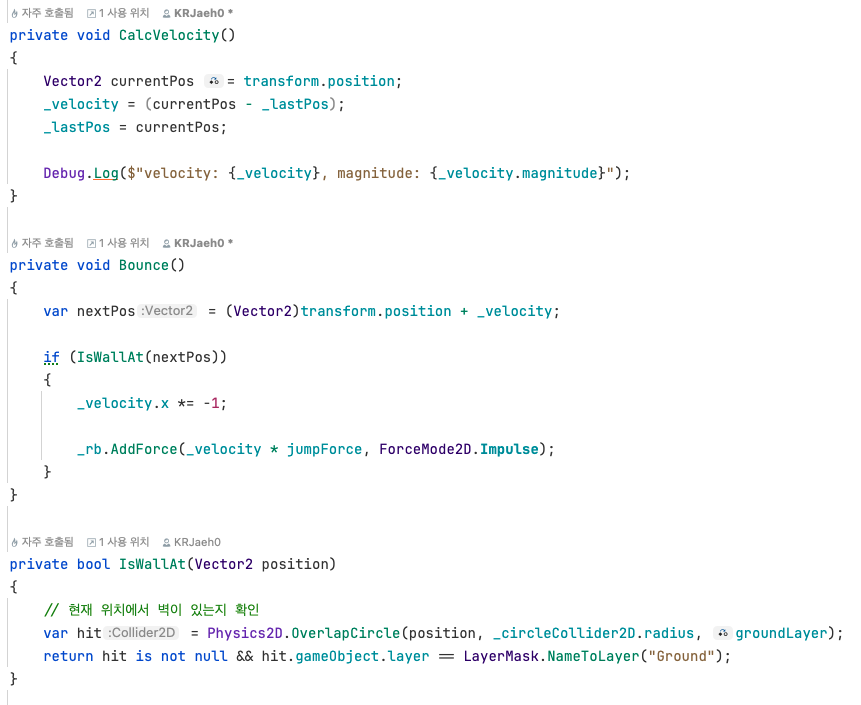 자주 호출됨 1 사용 위치 KRJaeh0 *
private void CalcVelocity()
{
Vector2 currentPos = transform.position;
_velocity = (currentPos - _lastPos);
_lastPos = currentPos;
Debug.Log($"velocity: {_velocity}, magnitude: {_velocity.magnitude}");
}
자주 호출됨 1 사용 위치 KRJaeh0 *
private void Bounce()
{
var nextPos :Vector2 = (Vector2)transform.position + _velocity;
if (IsWallAt(nextPos))
{
_velocity.x *= -1;
_rb.AddForce(_velocity * jumpForce, ForceMode2D.Impulse);
}
}
자주 호출됨 1 사용 위치 KRJaeh0
private bool IsWallAt(Vector2 position)
{
// 현재 위치에서 벽이 있는지 확인
var hit :Collider2D = Physics2D.OverlapCircle(position, _circleCollider2D.radius, groundLayer);
return hit is not null && hit.gameObject.layer == LayerMask.NameToLayer("Ground");
}